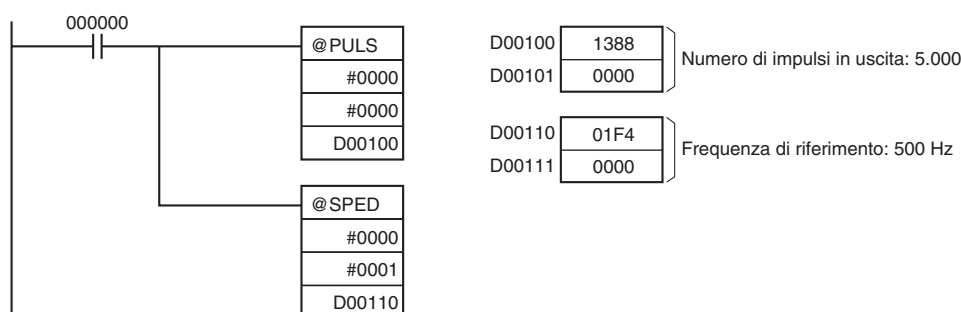 000000
@PULS
#0000
#0000
D00100
@SPED
#0000
#0001
D00110
D00100 1388
D00101 0000
Numero di impulsi in uscita: 5.000
D00110 01F4
D00111 0000
Frequenza di riferimento: 500 Hz